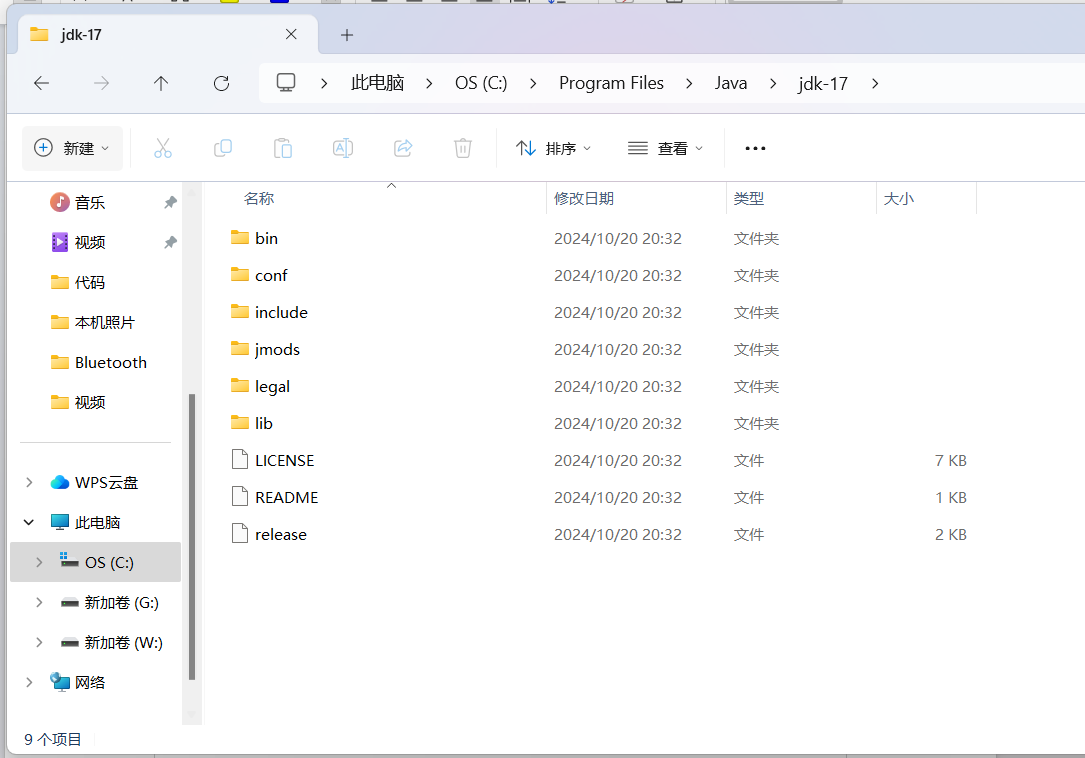 jdk-17
此电脑 OS (C:) Program Files Java jdk-17
新建 排序 查看
名称 修改日期 类型 大小
音乐
视频
代码
本机照片
Bluetooth
视频
WPS云盘
此电脑
OS (C:)
新加卷 (G:)
新加卷 (W:)
网络
bin 2024/10/20 20:32 文件夹
conf 2024/10/20 20:32 文件夹
include 2024/10/20 20:32 文件夹
jmods 2024/10/20 20:32 文件夹
legal 2024/10/20 20:32 文件夹
lib 2024/10/20 20:32 文件夹
LICENSE 2024/10/20 20:32 文件 7 KB
README 2024/10/20 20:32 文件 1 KB
release 2024/10/20 20:32 文件 2 KB
9 个项目